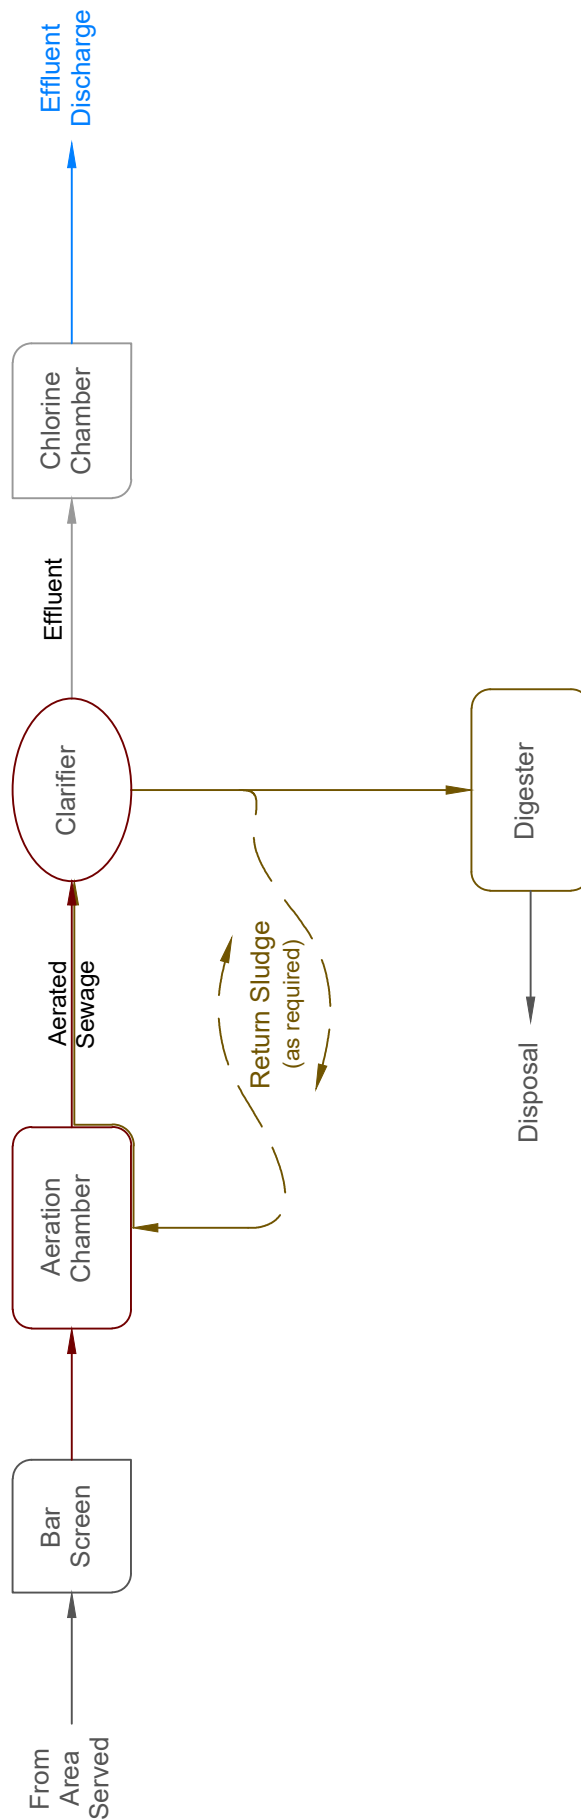 From
Area
Served
Bar
Screen
Aeration
Chamber
Aerated
Sewage
Clarifier
Effluent
Chlorine
Chamber
Effluent
Discharge
Return Sludge
(as required)
Disposal
Digester